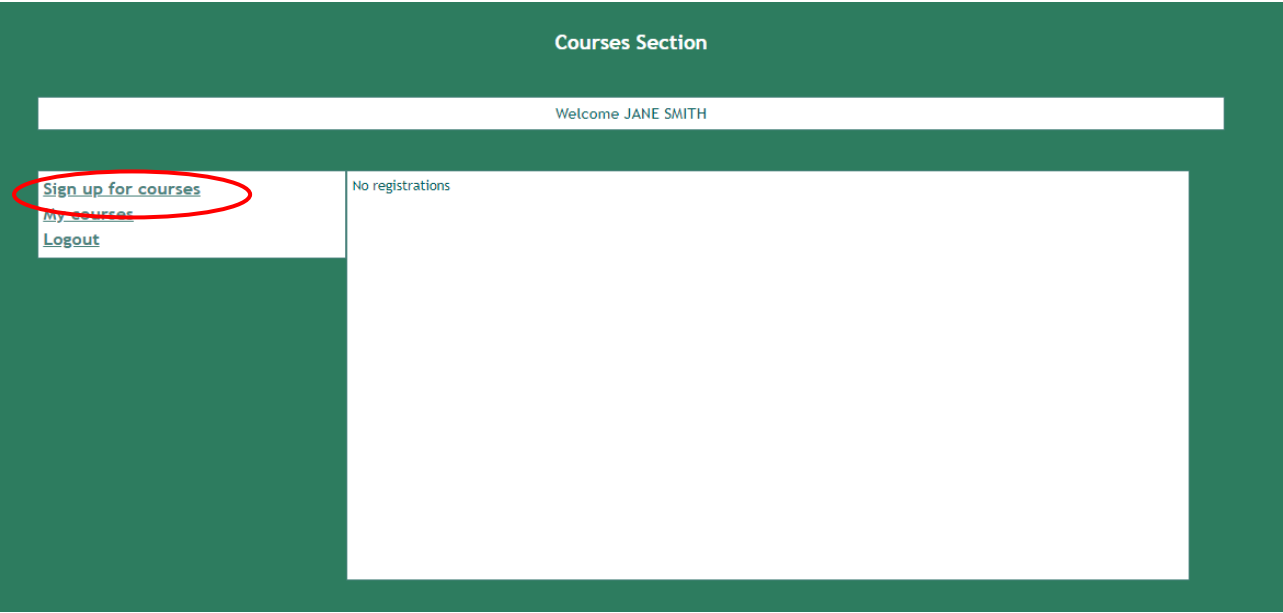 Courses Section
Welcome JANE SMITH
Sign up for courses
My courses
Logout
No registrations